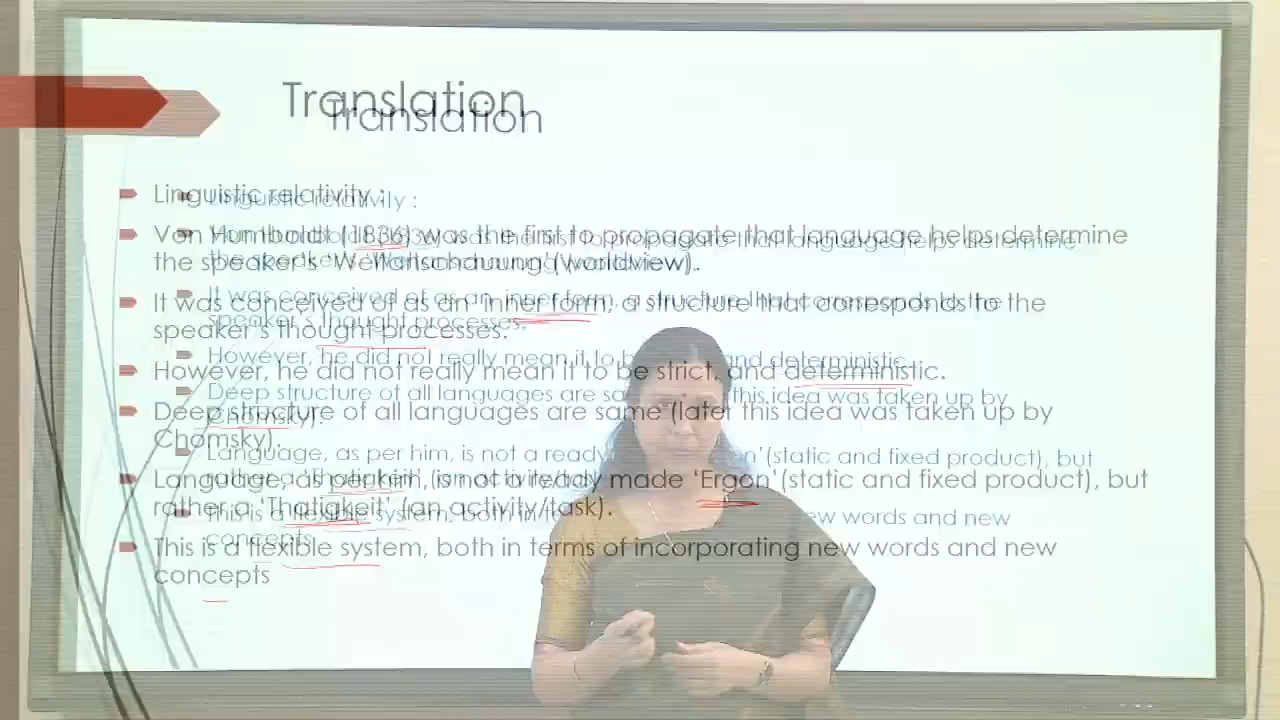 Translation
Linguistic relativity :
Von Humboldt (1836) was the first to propagate that language helps determine
the speaker's 'Weltanschauung' (worldview).
It was conceived of as an 'inner form, a structure that corresponds to the
speaker's thought processes.
However, he did not really mean it to be strict, and deterministic.
Deep structure of all languages are same (later this idea was taken up by
Chomsky).
Language, as per him, is not a ready made 'Ergon' (static and fixed product), but
rather a 'Thatigkeit' (an activity/task).
This is a flexible system, both in terms of incorporating new words and new
concepts